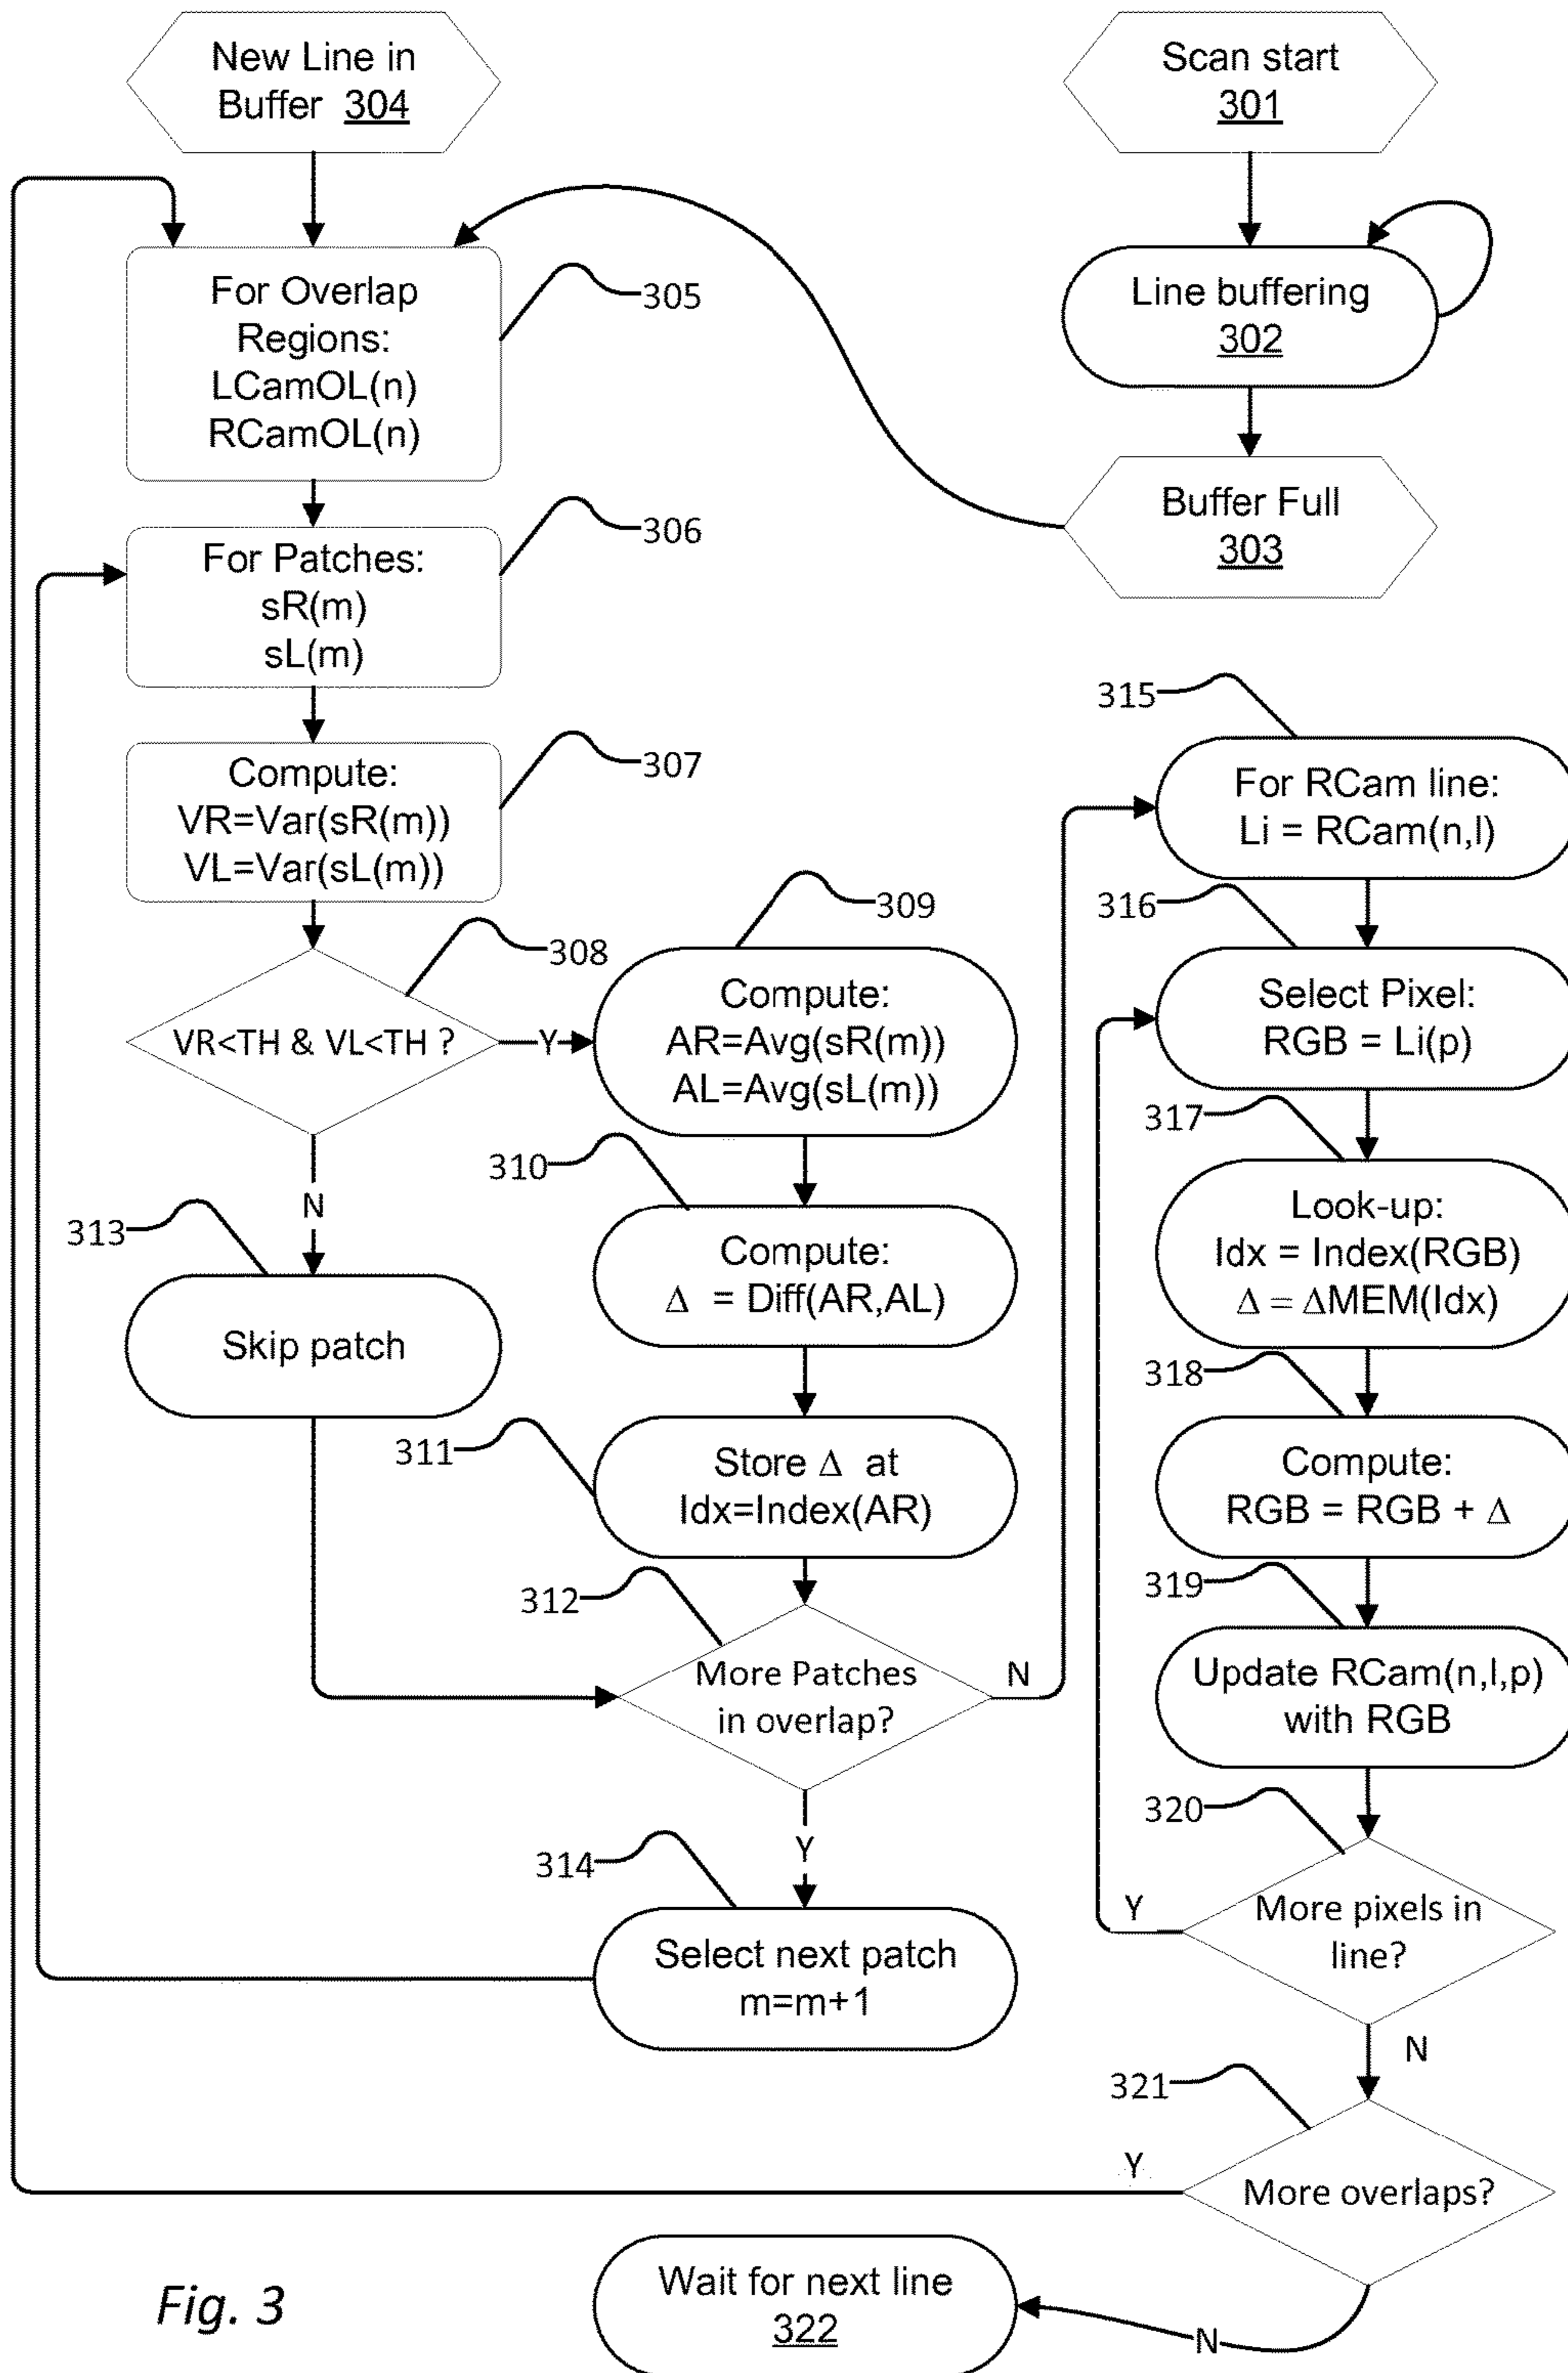 New Line in
Buffer 304
Scan start
301
For Overlap
Regions:
LCamOL(n)
RCamOL(n)
305
Line buffering
302
Buffer Full
303
For Patches:
sR(m)
sL(m)
306
Compute:
VR=Var(sR(m))
VL=Var(sL(m))
307
VR<TH & VL<TH ?
308
Y
N
313
Skip patch
309
Compute:
AR=Avg(sR(m))
AL=Avg(sL(m))
310
Compute:
Δ = Diff(AR,AL)
311
Store Δ at
Idx=Index(AR)
312
More Patches
in overlap?
N
Y
314
Select next patch
m=m+1
315
For RCam line:
Li = RCam(n,l)
316
Select Pixel:
RGB = Li(p)
317
Look-up:
Idx = Index(RGB)
Δ = ΔMEM(Idx)
318
Compute:
RGB = RGB + Δ
319
Update RCam(n,l,p)
with RGB
320
More pixels in
line?
Y
N
321
More overlaps?
Y
N
Wait for next line
322
Fig. 3